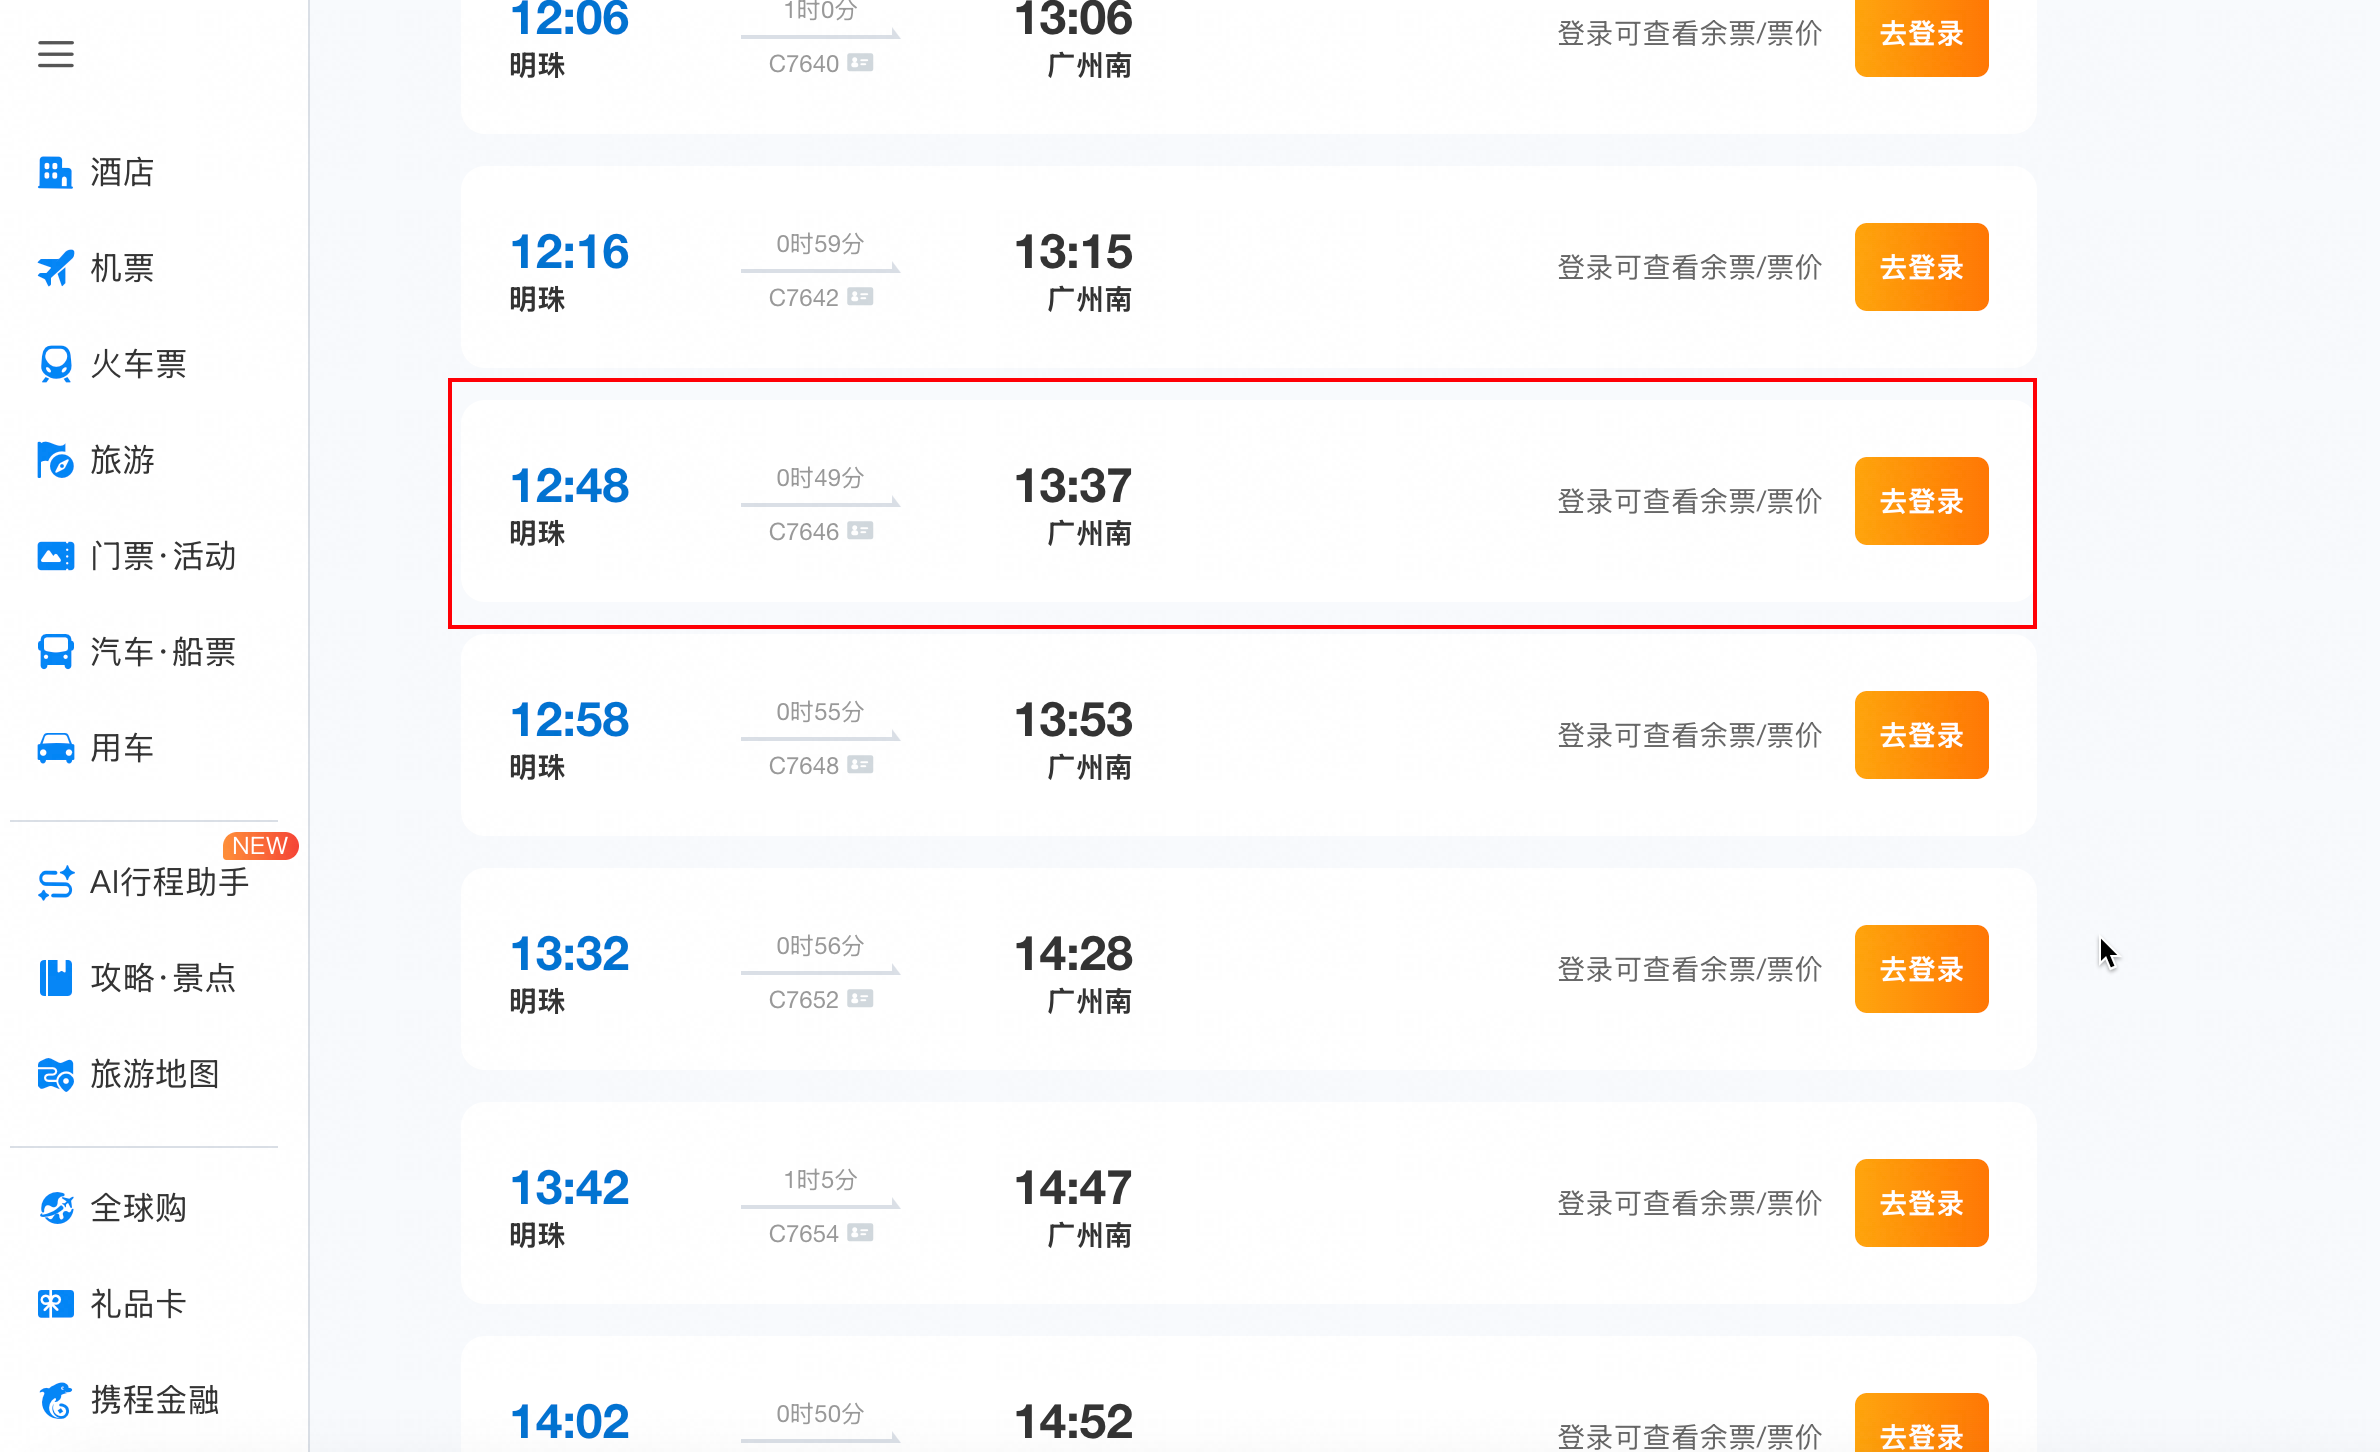 酒店
机票
火车票
旅游
门票·活动
汽车·船票
用车
NEW
AI行程助手
攻略·景点
旅游地图
全球购
礼品卡
携程金融
12:06
明珠
1时0分
C7640
13:06
广州南
登录可查看余票/票价
去登录
12:16
明珠
0时59分
C7642
13:15
广州南
登录可查看余票/票价
去登录
12:48
明珠
0时49分
C7646
13:37
广州南
登录可查看余票/票价
去登录
12:58
明珠
0时55分
C7648
13:53
广州南
登录可查看余票/票价
去登录
13:32
明珠
0时56分
C7652
14:28
广州南
登录可查看余票/票价
去登录
13:42
明珠
1时5分
C7654
14:47
广州南
登录可查看余票/票价
去登录
14:02
0时50分
14:52
登录可查看余票/票价
去登录